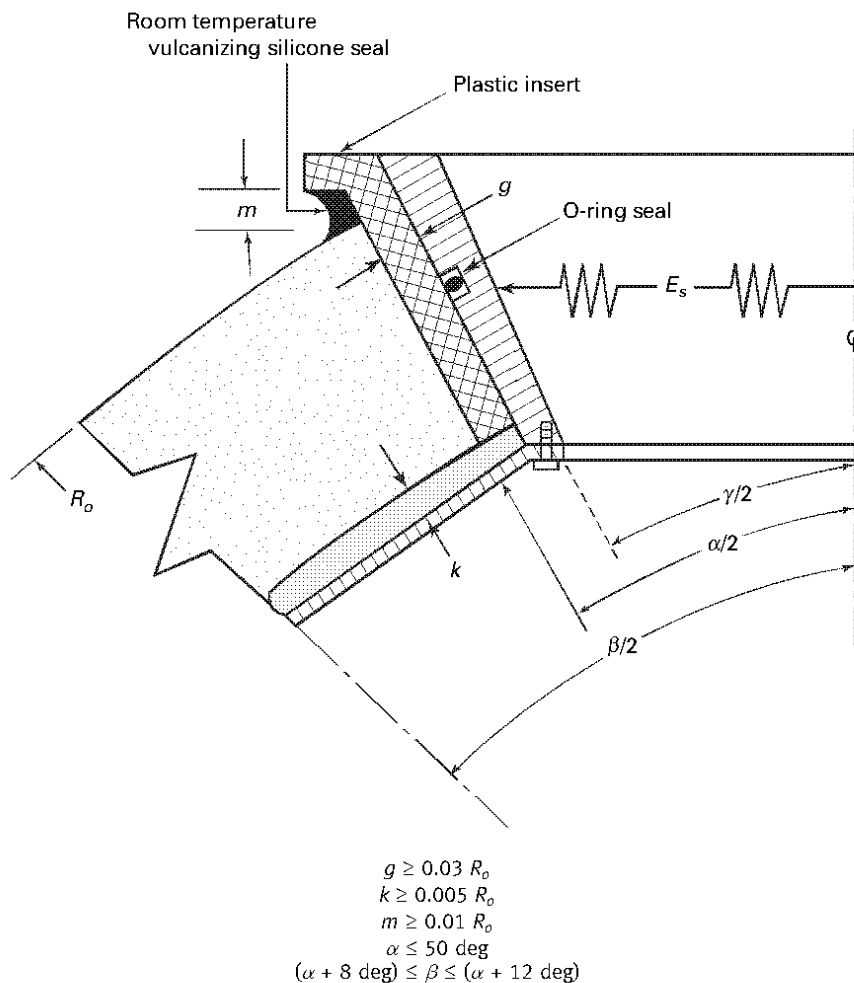 Room temperature
vulcanizing silicone seal
Plastic insert
m
g
O-ring seal
E_s
R_o
k
γ/2
α/2
β/2
g ≥ 0.03 R_o
k ≥ 0.005 R_o
m ≥ 0.01 R_o
α ≤ 50 deg
(α + 8 deg) ≤ β ≤ (α + 12 deg)